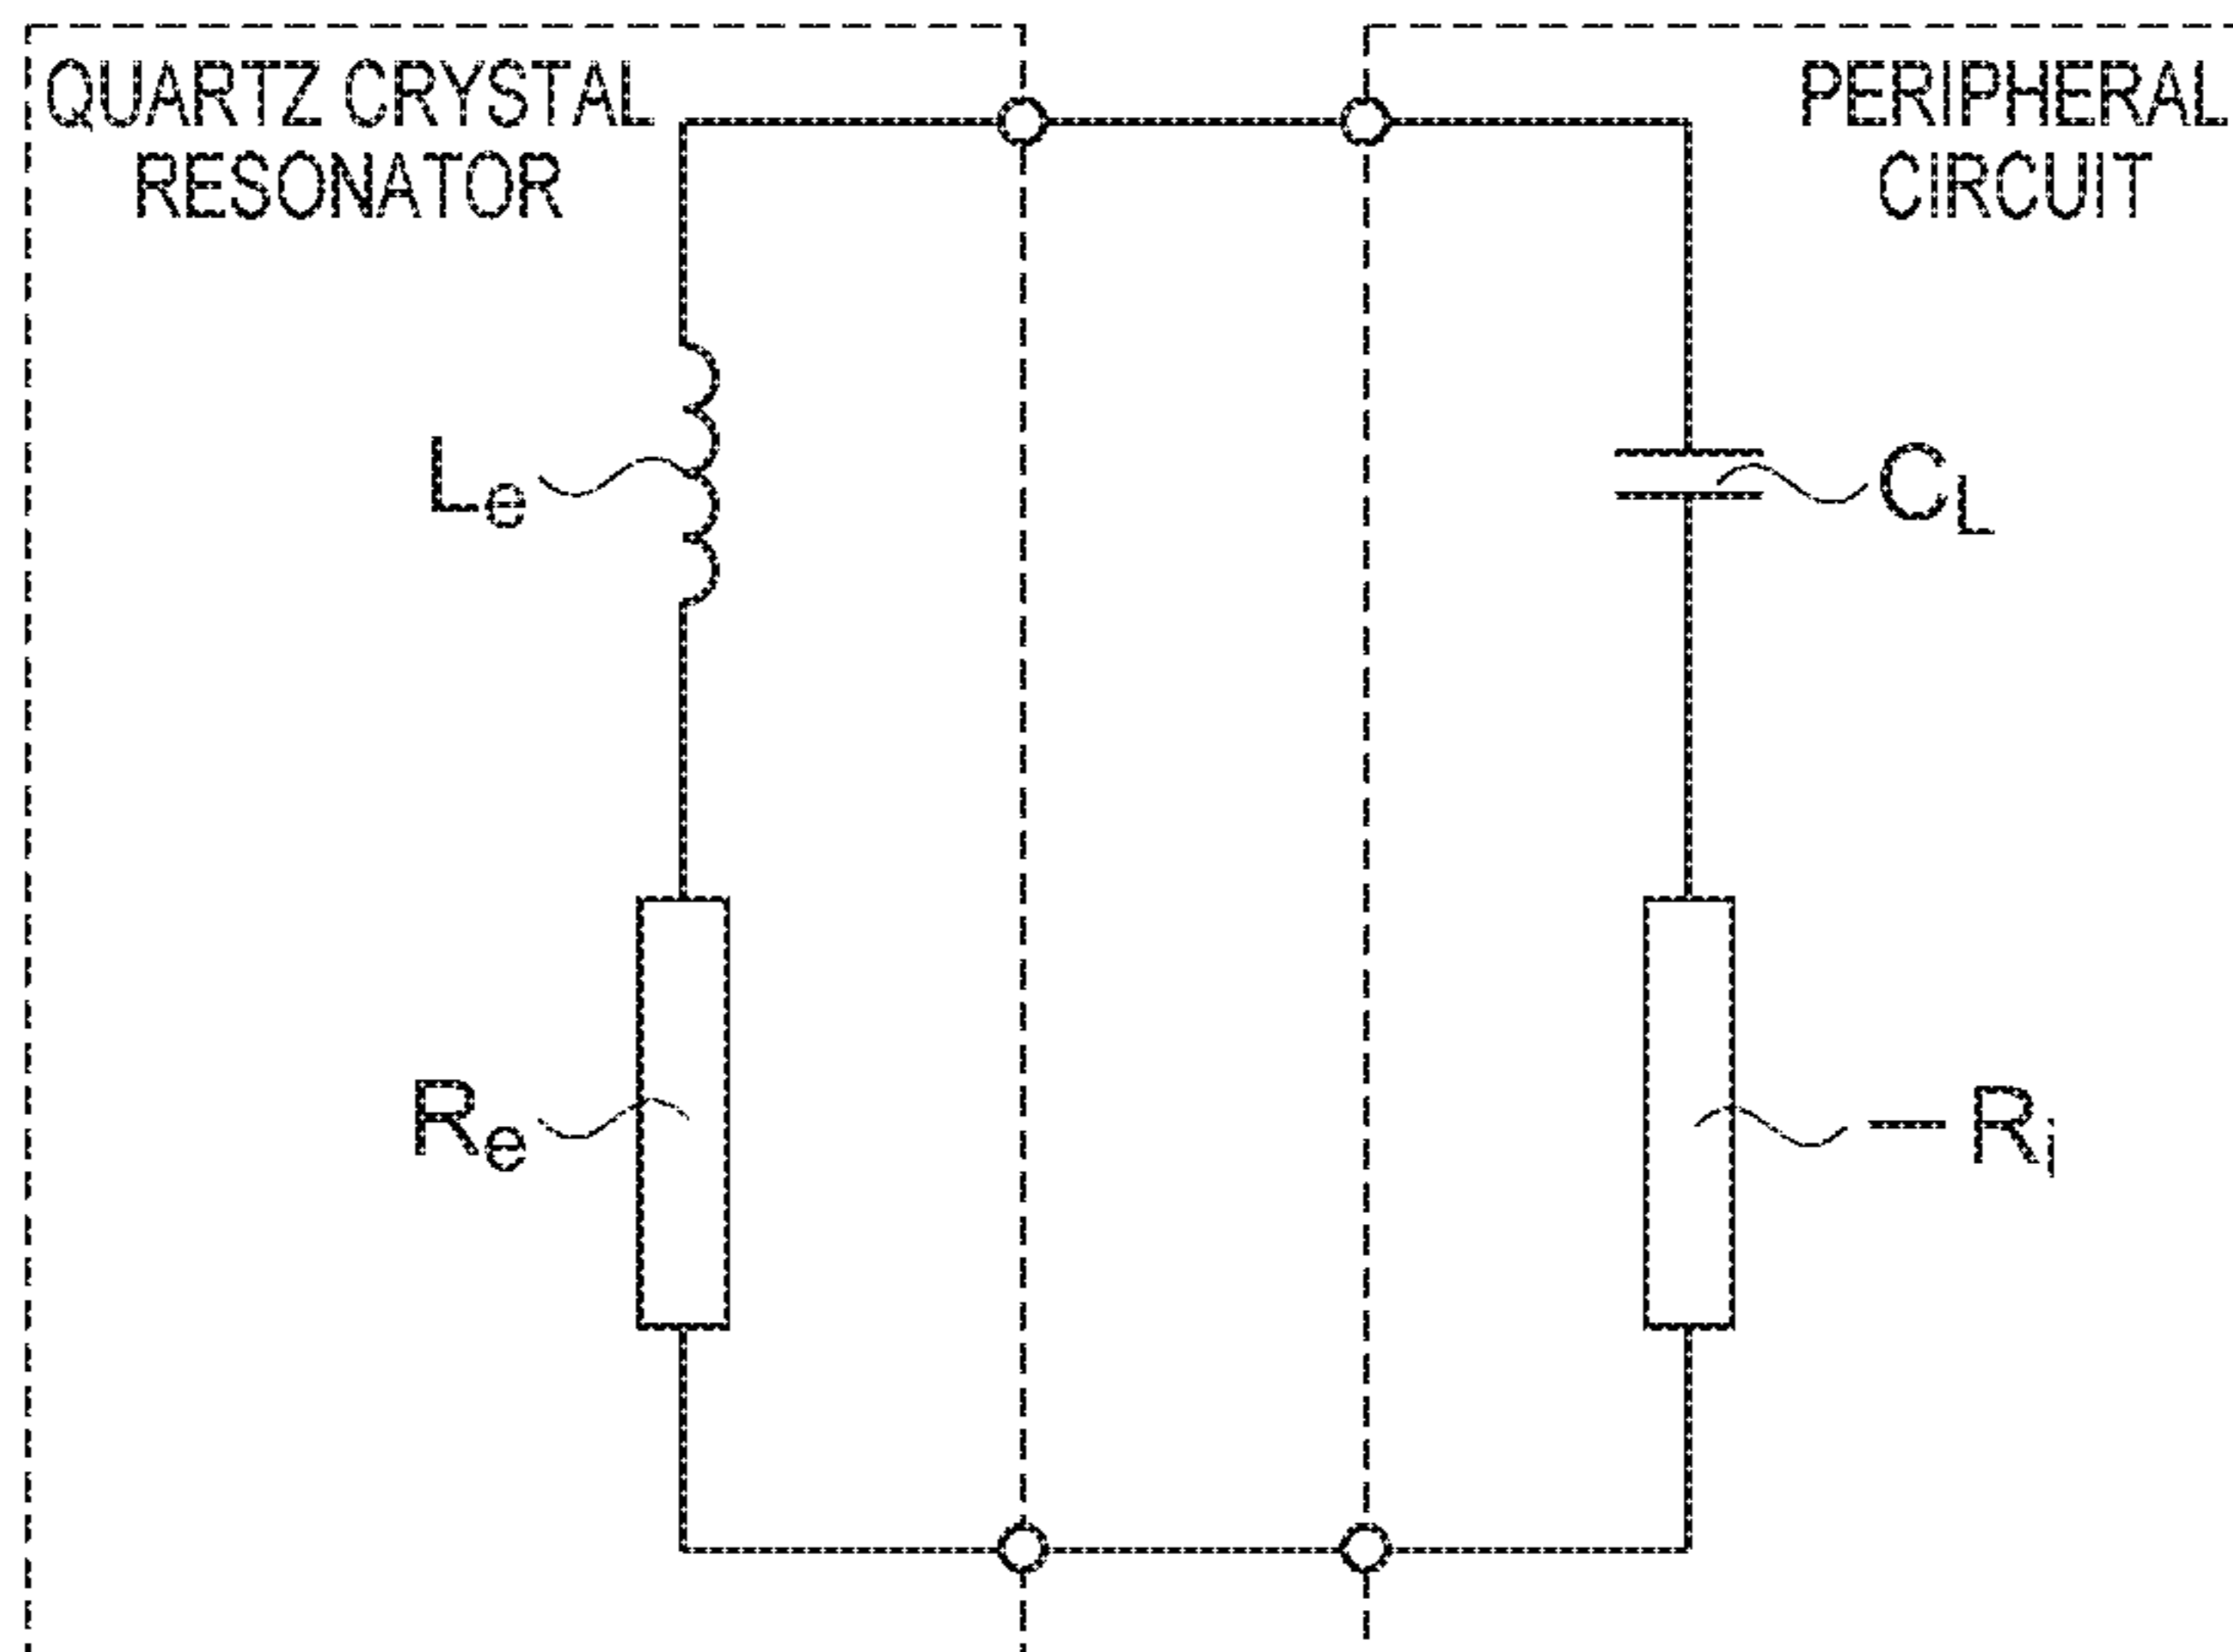 QUARTZ CRYSTAL
RESONATOR
PERIPHERAL
CIRCUIT
Le
CL
Re
— Ri